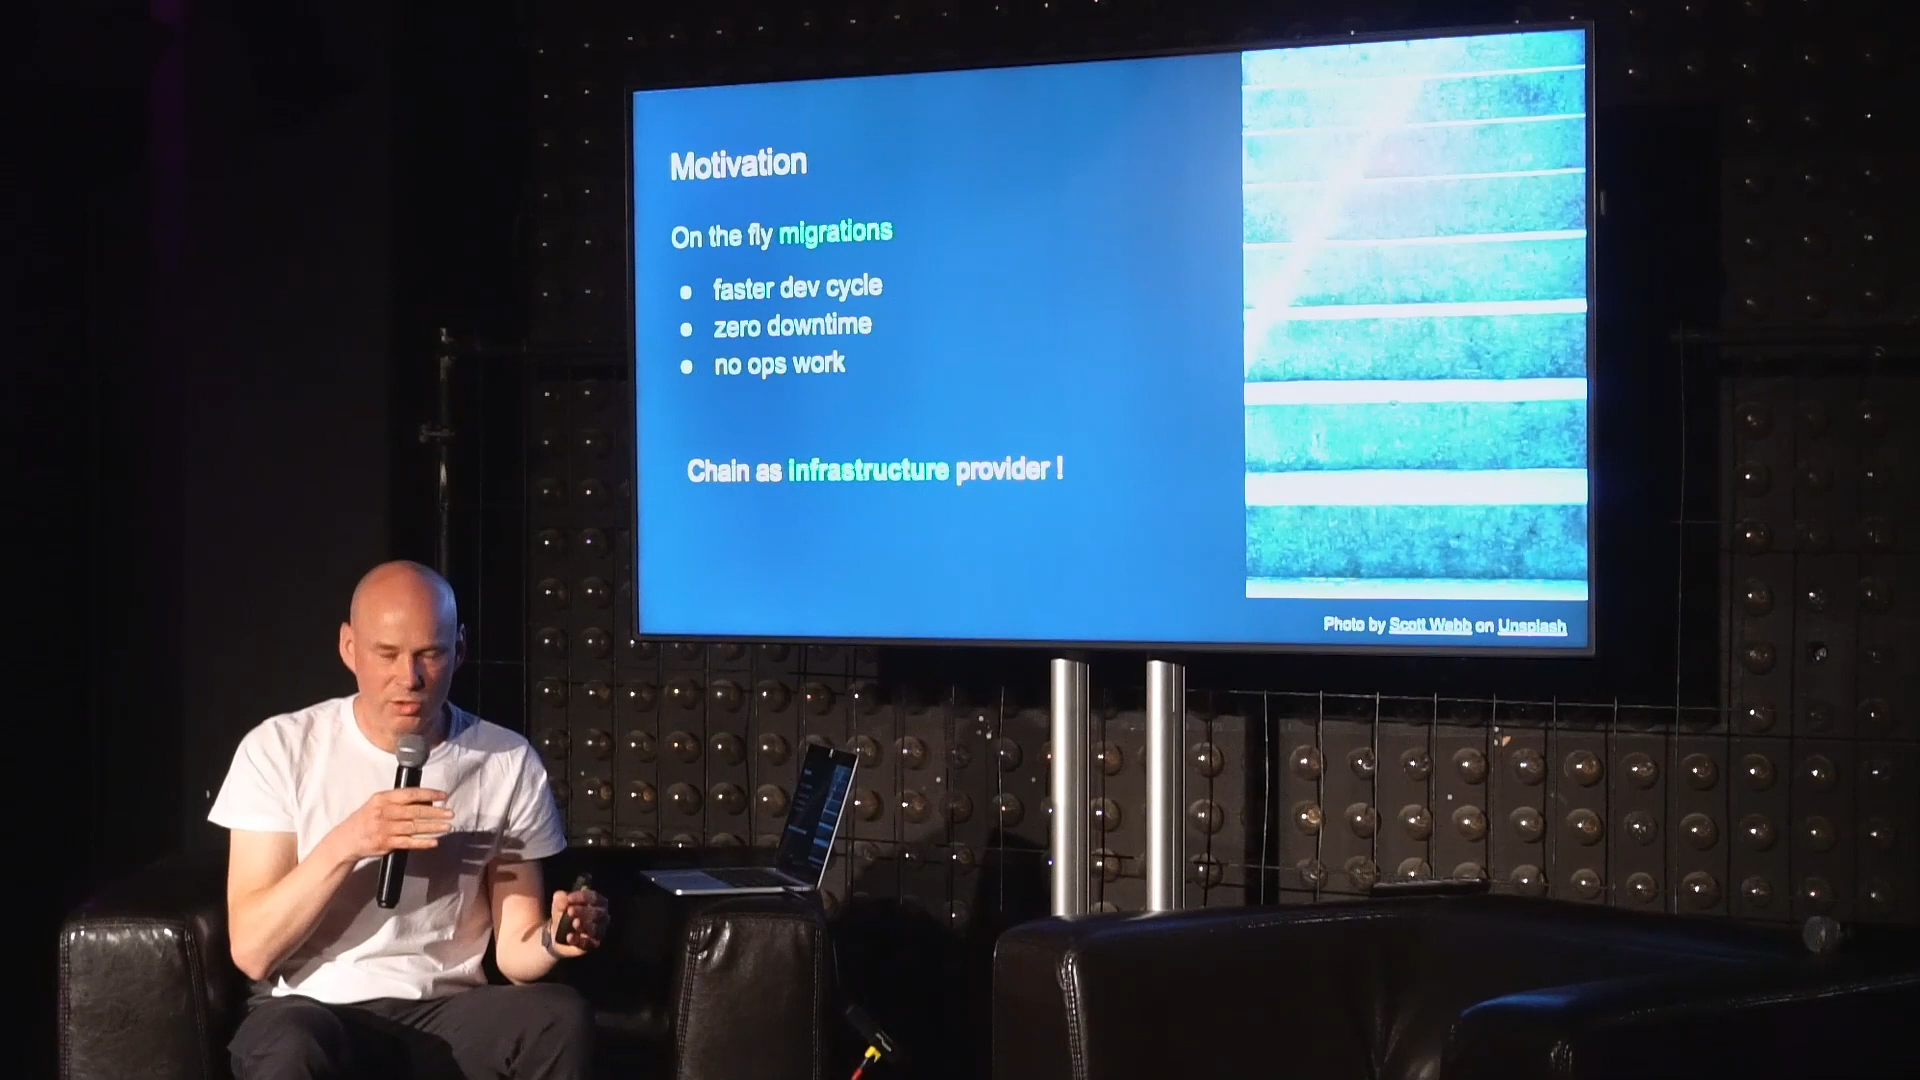 Motivation
On the fly migrations
● faster dev cycle
● zero downtime
● no ops work
Chain as infrastructure provider !
Photo by Scott Webb on Unsplash